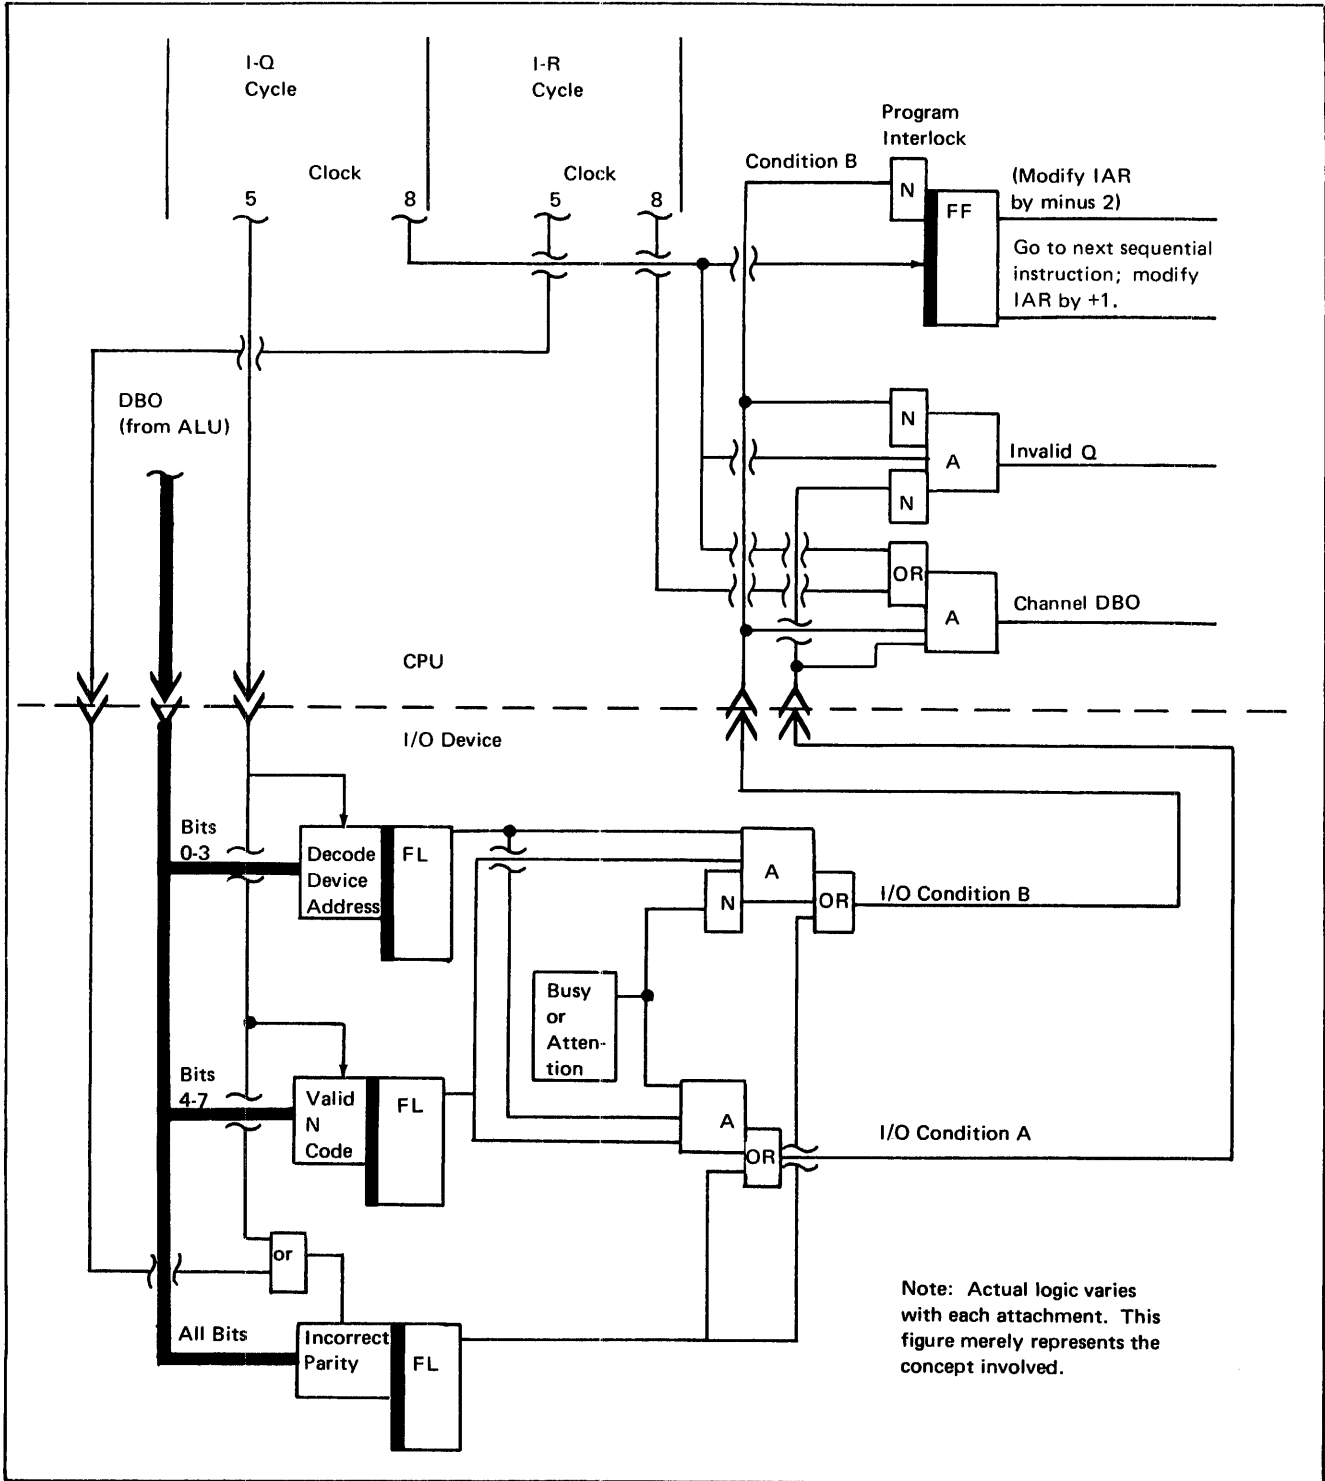 I-Q
Cycle
I-R
Cycle
Clock
5
8
Clock
5
8
Program
Interlock
Condition B
N
FF
(Modify IAR
by minus 2)
Go to next sequential
instruction; modify
IAR by +1.
DBO
(from ALU)
N
A
N
Invalid Q
OR
A
Channel DBO
CPU
I/O Device
Bits
0-3
Decode
Device
Address
FL
A
N
OR
I/O Condition B
Busy
or
Atten-
tion
Bits
4-7
Valid
N
Code
FL
A
OR
I/O Condition A
or
All Bits
Incorrect
Parity
FL
Note: Actual logic varies
with each attachment. This
figure merely represents the
concept involved.